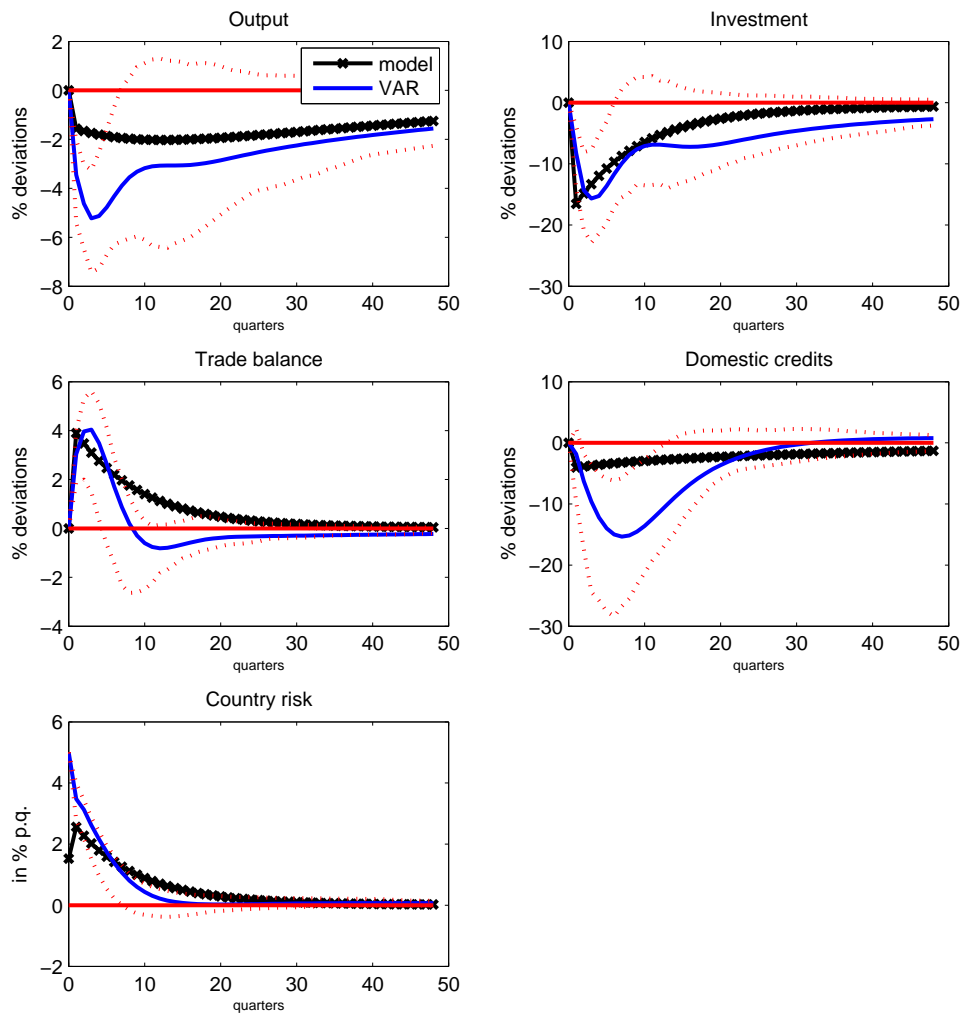 Output
2
0
−2
−4
−6
−8
% deviations
0 10 20 30 40 50
quarters
model
VAR
Investment
10
0
−10
−20
−30
% deviations
0 10 20 30 40 50
quarters
Trade balance
6
4
2
0
−2
−4
% deviations
0 10 20 30 40 50
quarters
Domestic credits
10
0
−10
−20
−30
% deviations
0 10 20 30 40 50
quarters
Country risk
6
4
2
0
−2
in % p.q.
0 10 20 30 40 50
quarters